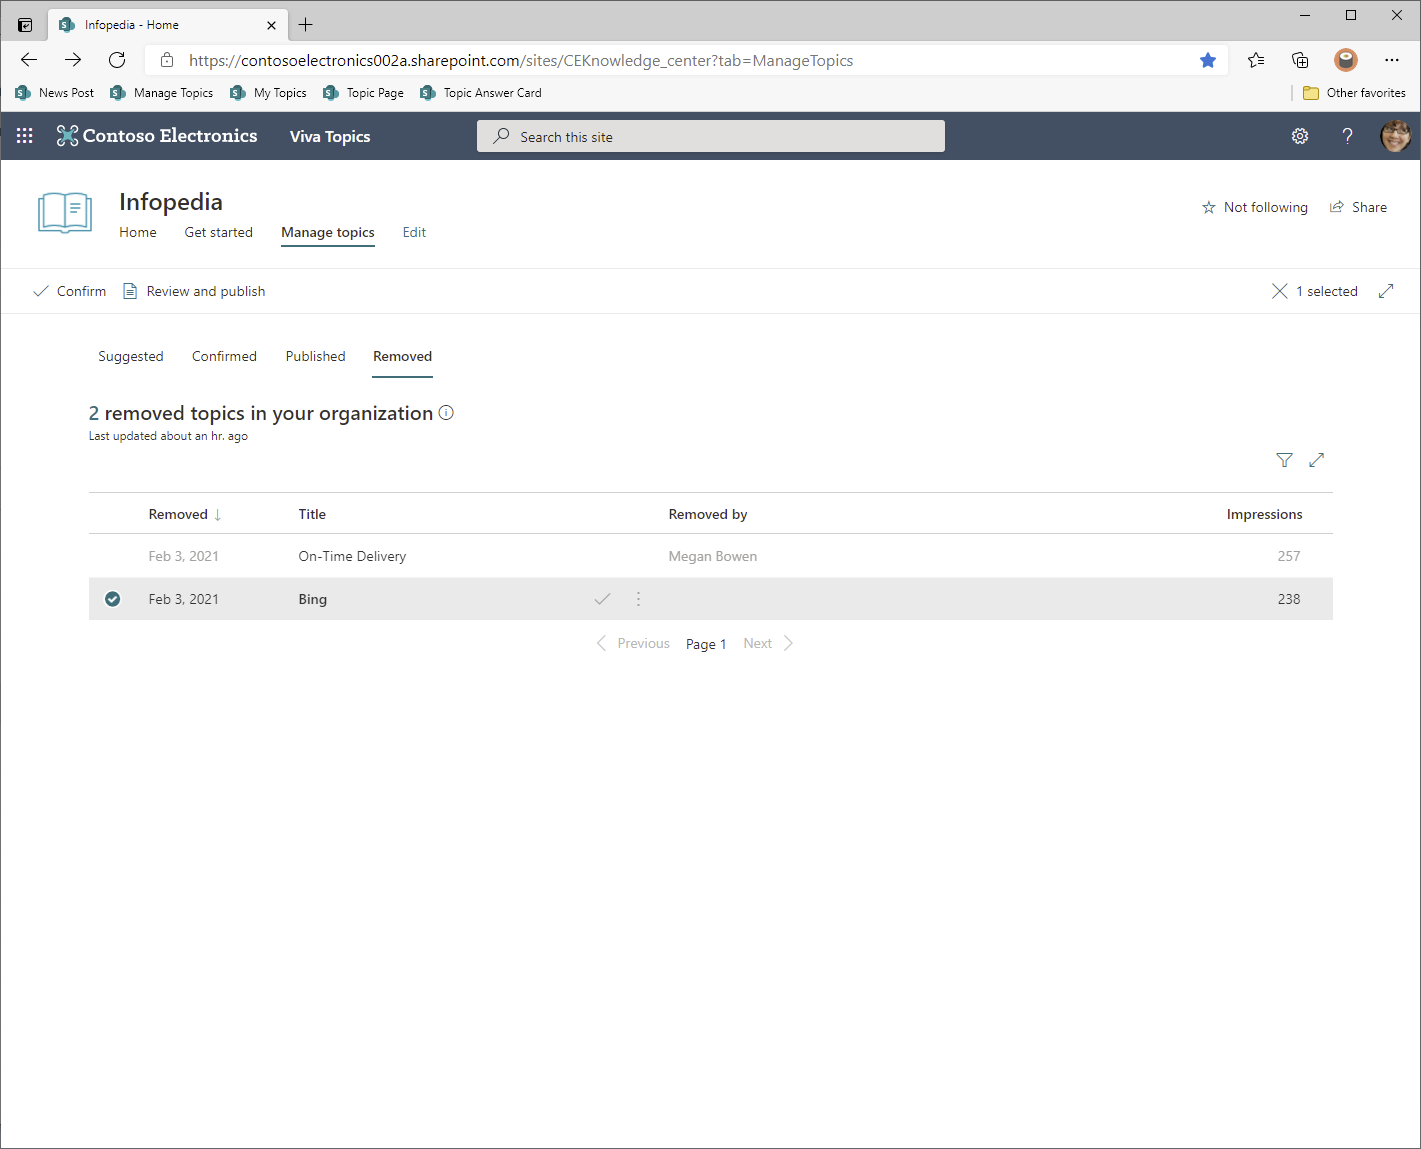 Infopedia - Home
https://contosoelectronics002a.sharepoint.com/sites/CEKnowledge_center?tab=ManageTopics
News Post Manage Topics My Topics Topic Page Topic Answer Card Other favorites
Contoso Electronics Viva Topics Search this site ?
Infopedia
Not following Share
Home Get started Manage topics Edit
Confirm Review and publish 1 selected
Suggested Confirmed Published Removed
2 removed topics in your organization
Last updated about an hr. ago
Removed ↓ Title Removed by Impressions
Feb 3, 2021 On-Time Delivery Megan Bowen 257
Feb 3, 2021 Bing 238
Previous Page 1 Next